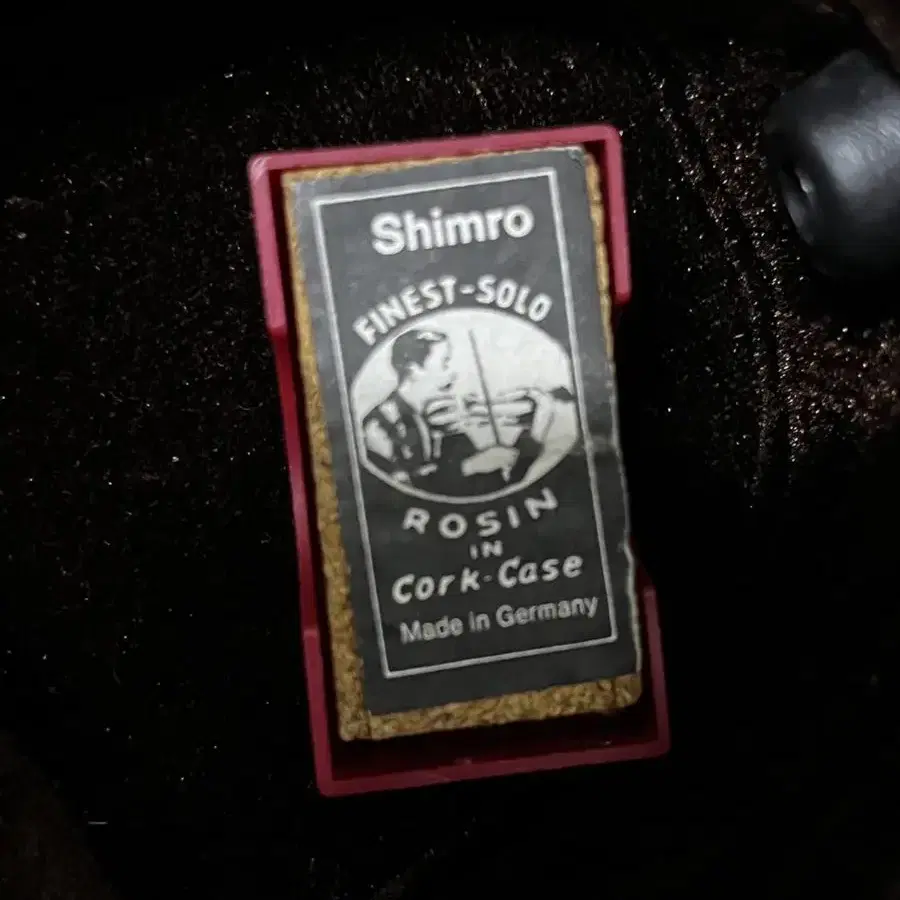 Shimro
FINEST-SOLO
ROSIN
IN
Cork-Case
Made in Germany